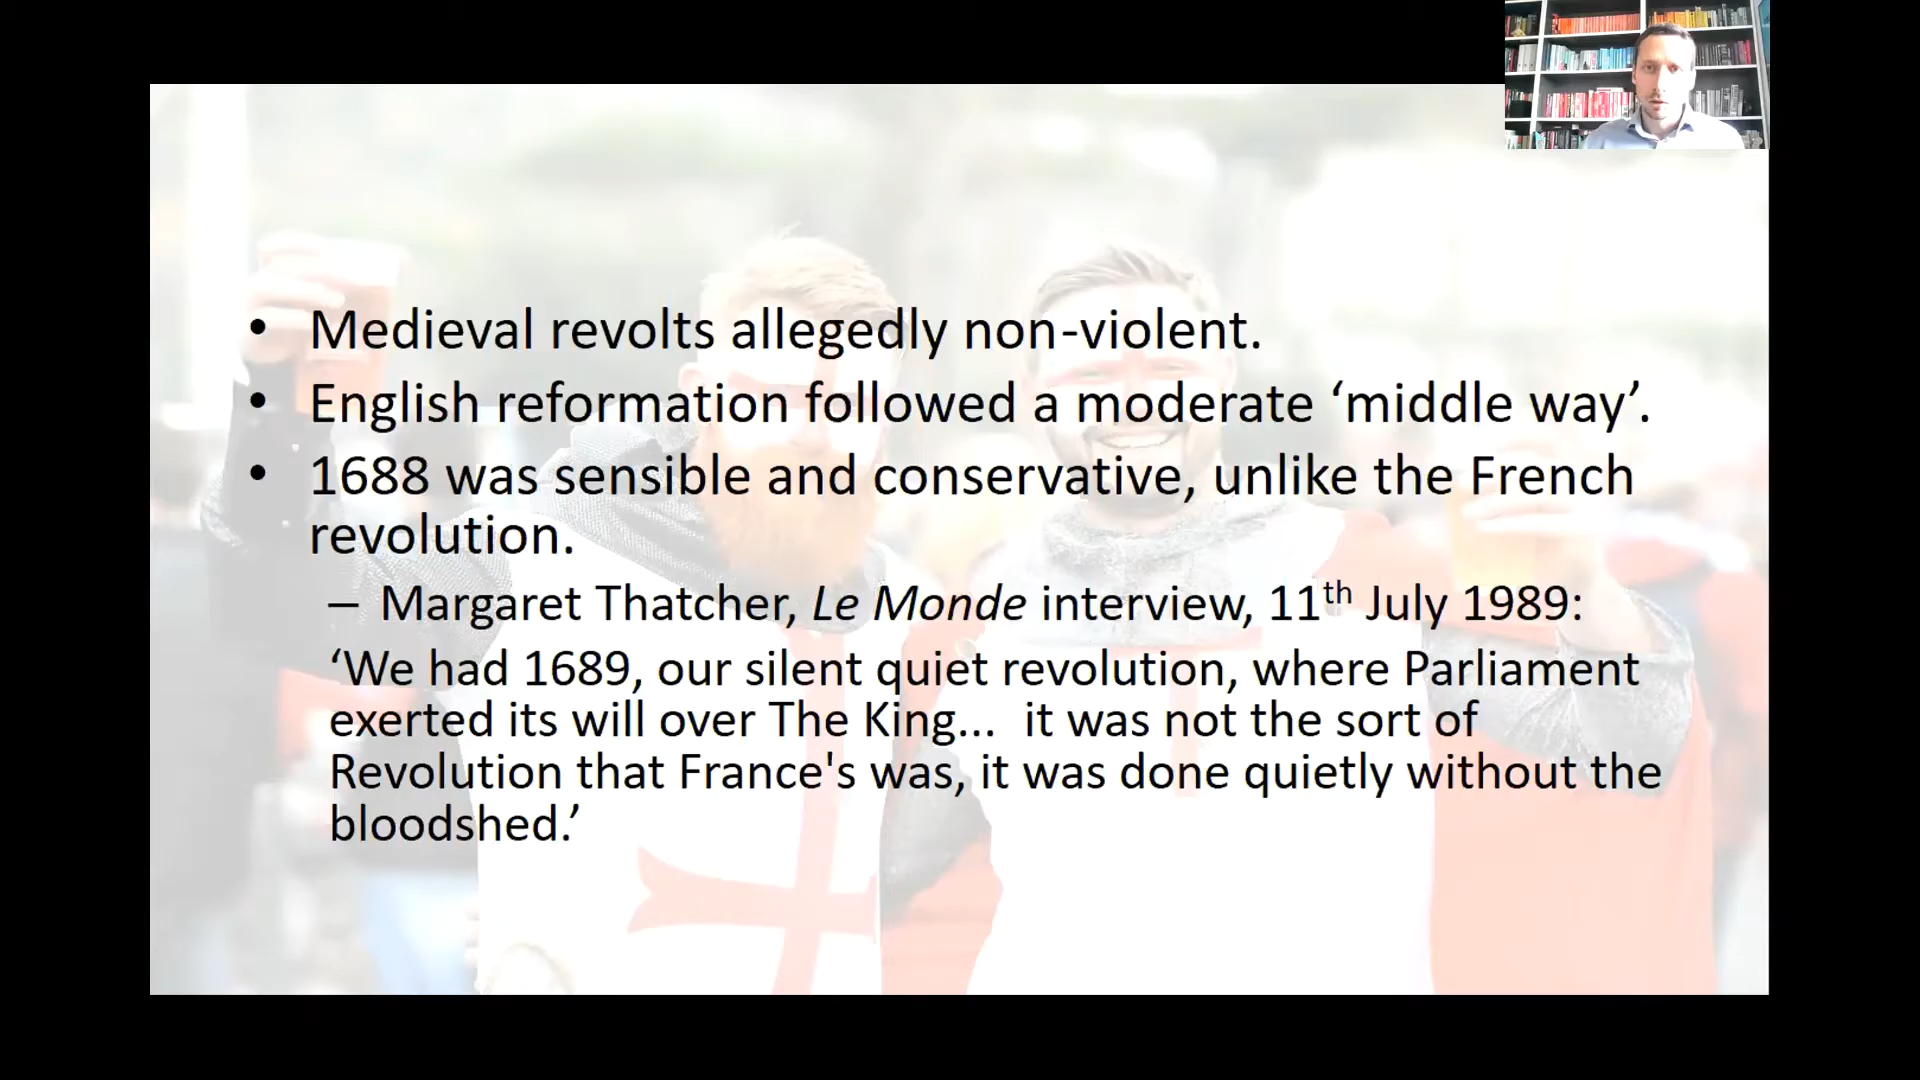 • Medieval revolts allegedly non-violent.
• English reformation followed a moderate ‘middle way’.
• 1688 was sensible and conservative, unlike the French
revolution.
– Margaret Thatcher, Le Monde interview, 11th July 1989:
‘We had 1689, our silent quiet revolution, where Parliament
exerted its will over The King... it was not the sort of
Revolution that France's was, it was done quietly without the
bloodshed.’